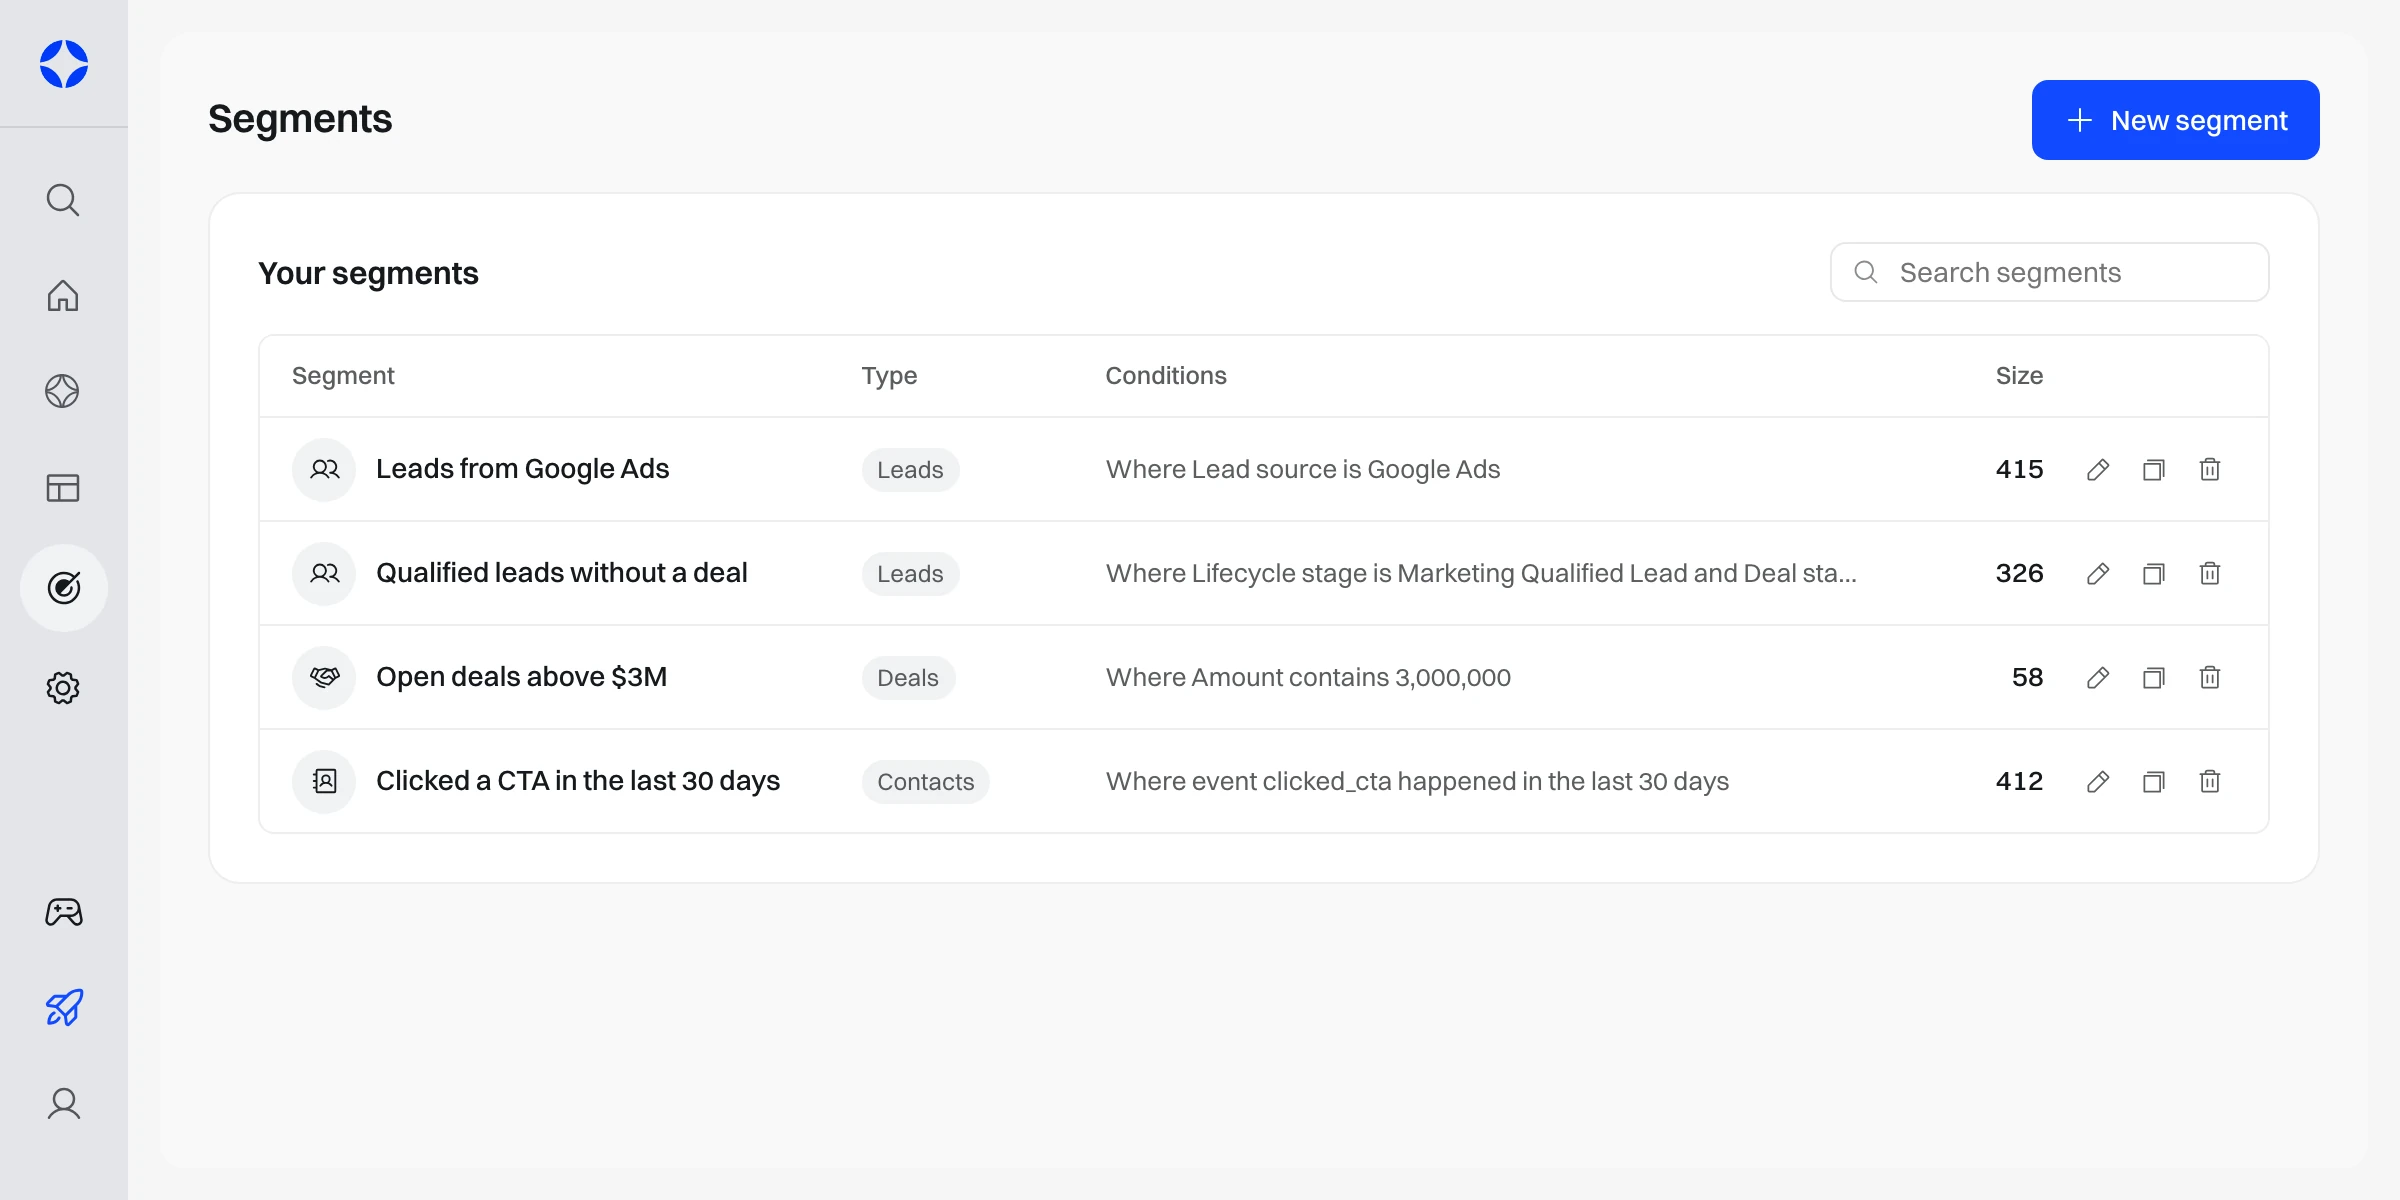 Segments
New segment
Your segments
Search segments
Segment Type Conditions Size
Leads from Google Ads Leads Where Lead source is Google Ads 415
Qualified leads without a deal Leads Where Lifecycle stage is Marketing Qualified Lead and Deal sta... 326
Open deals above $3M Deals Where Amount contains 3,000,000 58
Clicked a CTA in the last 30 days Contacts Where event clicked_cta happened in the last 30 days 412